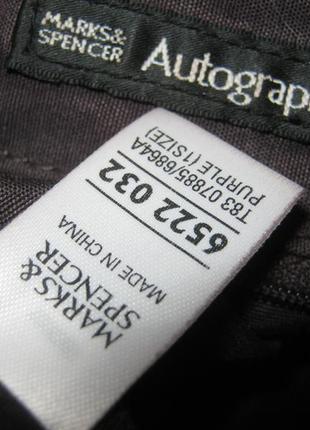 MARKS&
SPENCER
Autograp
T83 07885/6864A
PURPLE (1 SIZE)
6522 032
MADE IN CHINA
MARKS&
SPENCER